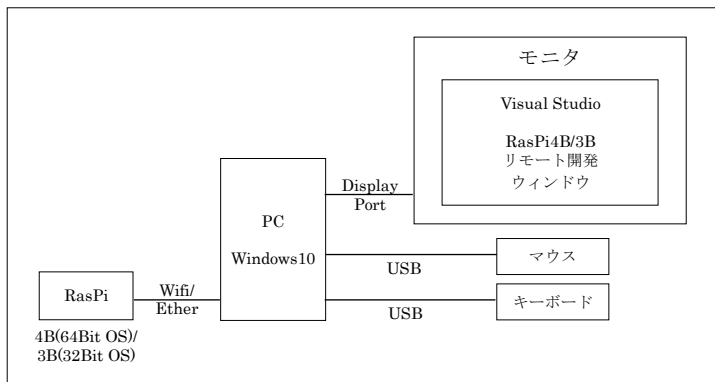 モニタ
Visual Studio
RasPi4B/3B
リモート開発
ウィンドウ
Display
Port
PC
Windows10
USB
マウス
RasPi
Wifi/
Ether
USB
キーボード
4B(64Bit OS)/
3B(32Bit OS)